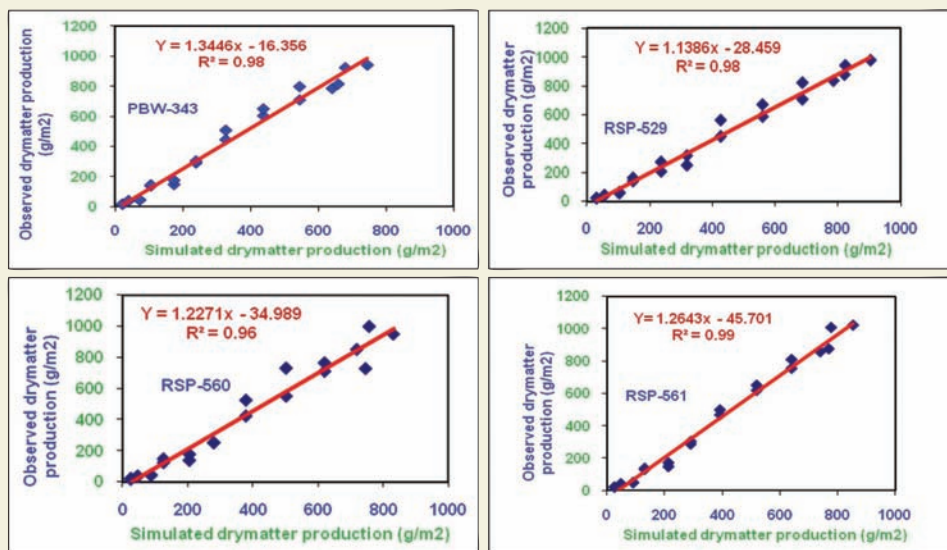 Observed drymatter production
(g/m2)
1200
1000
800
600
400
200
0
Y = 1.3446x - 16.356
R² = 0.98
PBW-343
0 200 400 600 800 1000
Simulated drymatter production (g/m2)
Observed drymatter
production (g/m2)
1200
1000
800
600
400
200
0
Y = 1.1386x - 28.459
R² = 0.98
RSP-529
0 200 400 600 800 1000
Simulated drymatter production (g/m2)
Observed drymatter
production (g/m2)
1200
1000
800
600
400
200
0
Y = 1.2271x - 34.989
R² = 0.96
RSP-560
0 200 400 600 800 1000
Simulated drymatter production (g/m2)
Observed drymatter
production (g/m2)
1200
1000
800
600
400
200
0
Y = 1.2643x - 45.701
R² = 0.99
RSP-561
0 200 400 600 800 1000
Simulated drymatter production (g/m2)